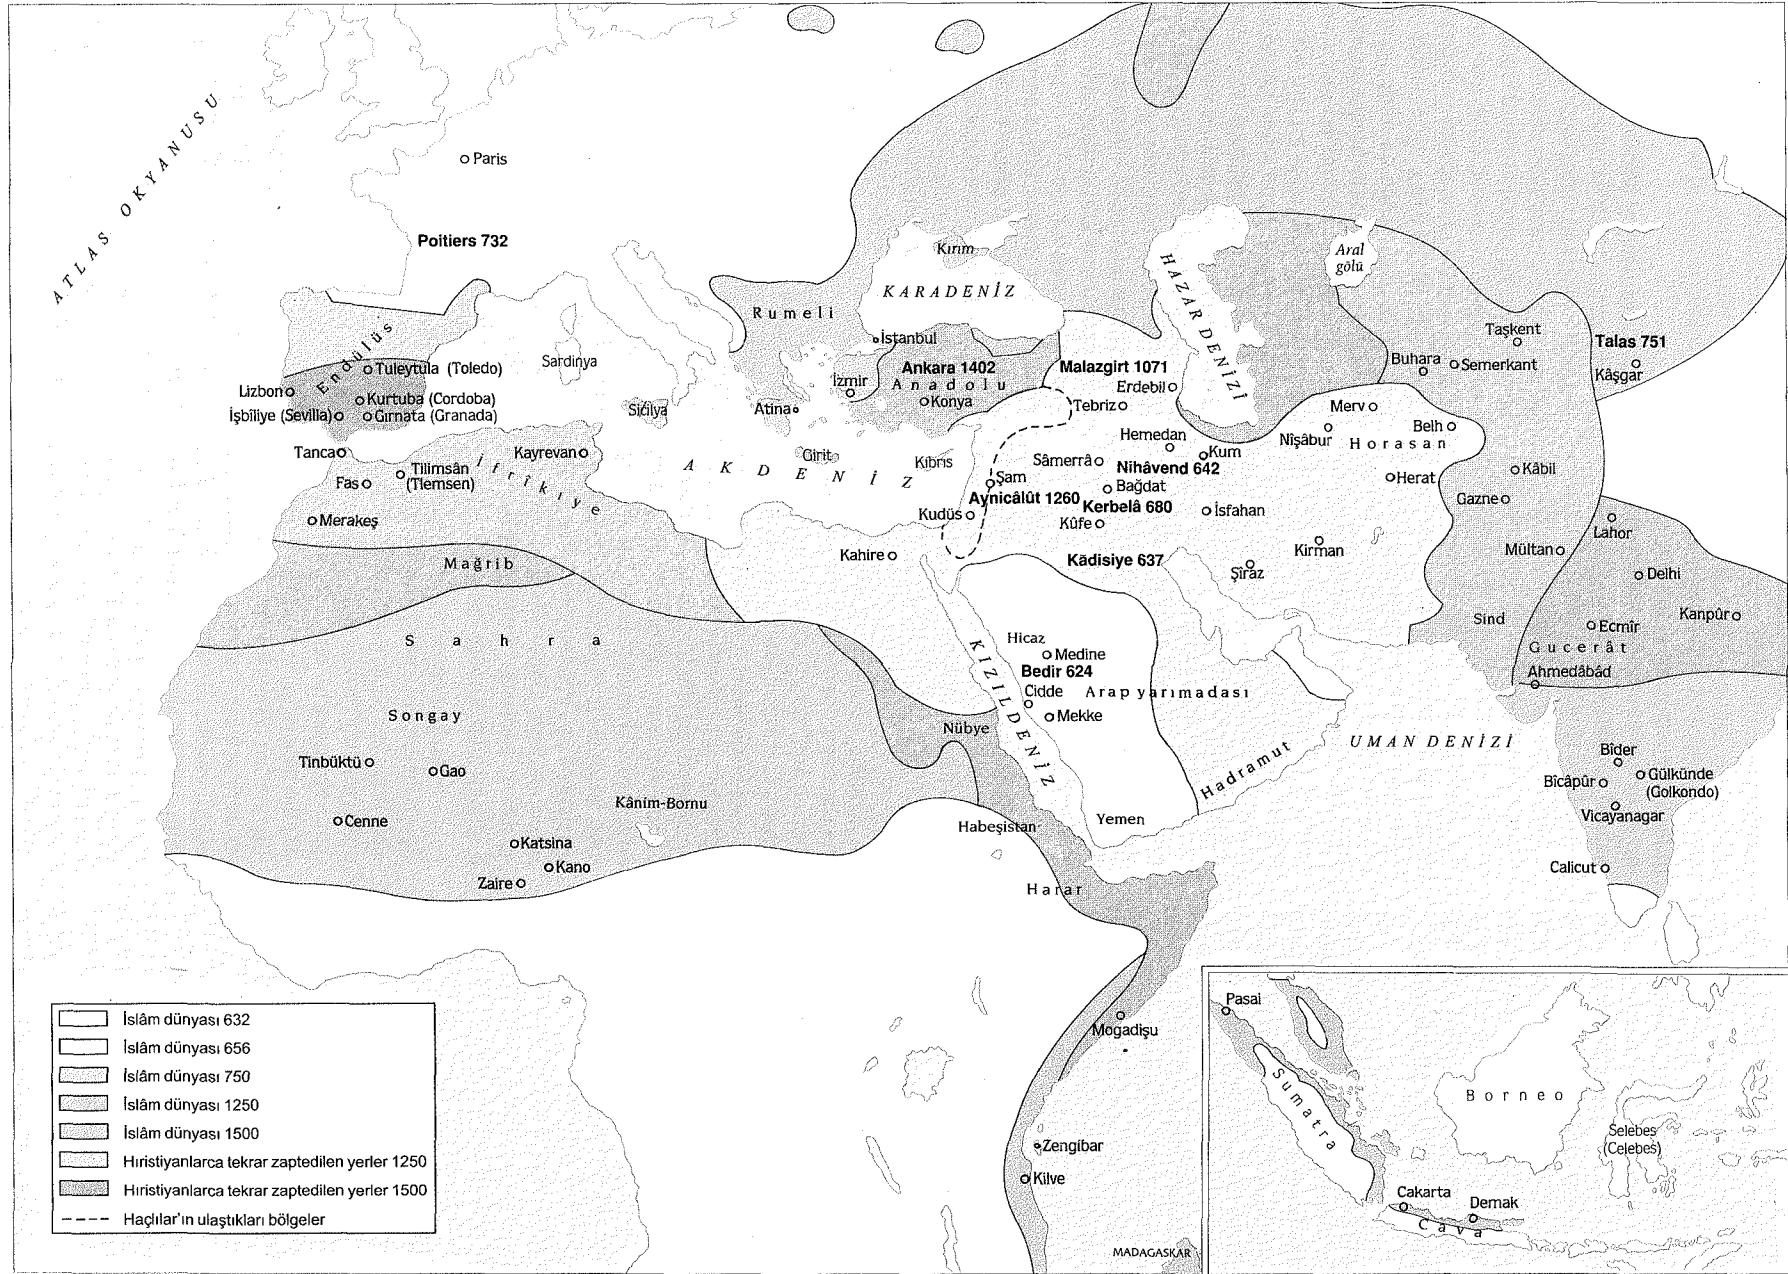 ATLAS OKYANUSU
Paris
Poitiers 732
Kırım
KARADENİZ
HAZAR DENİZİ
Aral
gölü
Rumeli
İstanbul
Taşkent
Talas 751
Buhara
Semerkant
Kâşgar
Endülüs
Tuleytula (Toledo)
Lizbon
Kurtuba (Cordoba)
İşbîliye (Sevilla)
Gırnata (Granada)
Sardinya
Sicilya
Atina
İzmir
Ankara 1402
Anadolu
Konya
Malazgirt 1071
Erdebil
Tebriz
Merv
Belh
Nîşâbur
Horasan
Herat
Hemedan
Kum
Tanca
Tilimsân
(Tlemsen)
Fas
İfrîkıye
Kayrevan
Merakeş
AKDENİZ
Girit
Kıbrıs
Sâmerrâ
Nihâvend 642
Şam
Bağdat
Aynicâlût 1260
Kerbelâ 680
Kudüs
Kûfe
İsfahan
Kâbil
Gazne
Lahor
Mültan
Kahire
Kādisiye 637
Kirman
Şîraz
Delhi
Kanpûr
Mağrib
Sahra
Hicaz
Medine
Bedir 624
Cidde
Arap yarımadası
Mekke
KIZILDENİZ
Sind
Ecmîr
Gucerât
Ahmedâbâd
Songay
Nübye
UMAN DENİZİ
Hadramut
Tinbüktü
Gao
Bîder
Bîcâpûr
Gülkünde
(Golkondo)
Vicayanagar
Kânim-Bornu
Cenne
Katsina
Kano
Zaire
Habeşistan
Yemen
Harar
Calicut
Mogadişu
Zengîbar
Kilve
MADAGASKAR
Pasai
Sumatra
Borneo
Selebes
(Celebes)
Cakarta
Demak
Cava
İslâm dünyası 632
İslâm dünyası 656
İslâm dünyası 750
İslâm dünyası 1250
İslâm dünyası 1500
Hıristiyanlarca tekrar zaptedilen yerler 1250
Hıristiyanlarca tekrar zaptedilen yerler 1500
Haçlılar'ın ulaştıkları bölgeler